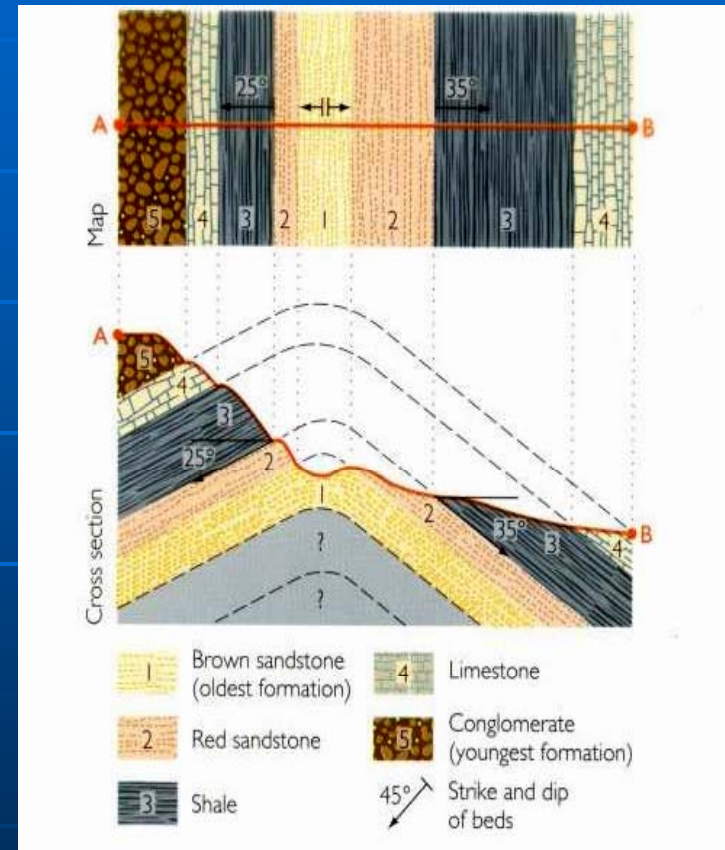 25° 35°
A B
Map
5 4 3 2 1 2 3 4
A
5
4
3
25° 2
1 2 35° 3 B
4
?
?
Cross section
1 Brown sandstone
(oldest formation)
4 Limestone
2 Red sandstone
5 Conglomerate
(youngest formation)
3 Shale
45° Strike and dip
of beds